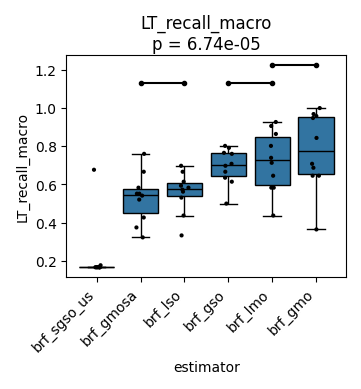 LT_recall_macro
p = 6.74e-05
LT_recall_macro
1.2
1.0
0.8
0.6
0.4
0.2
brf_sgso_us
brf_gmosa
brf_lso
brf_gso
brf_lmo
brf_gmo
estimator